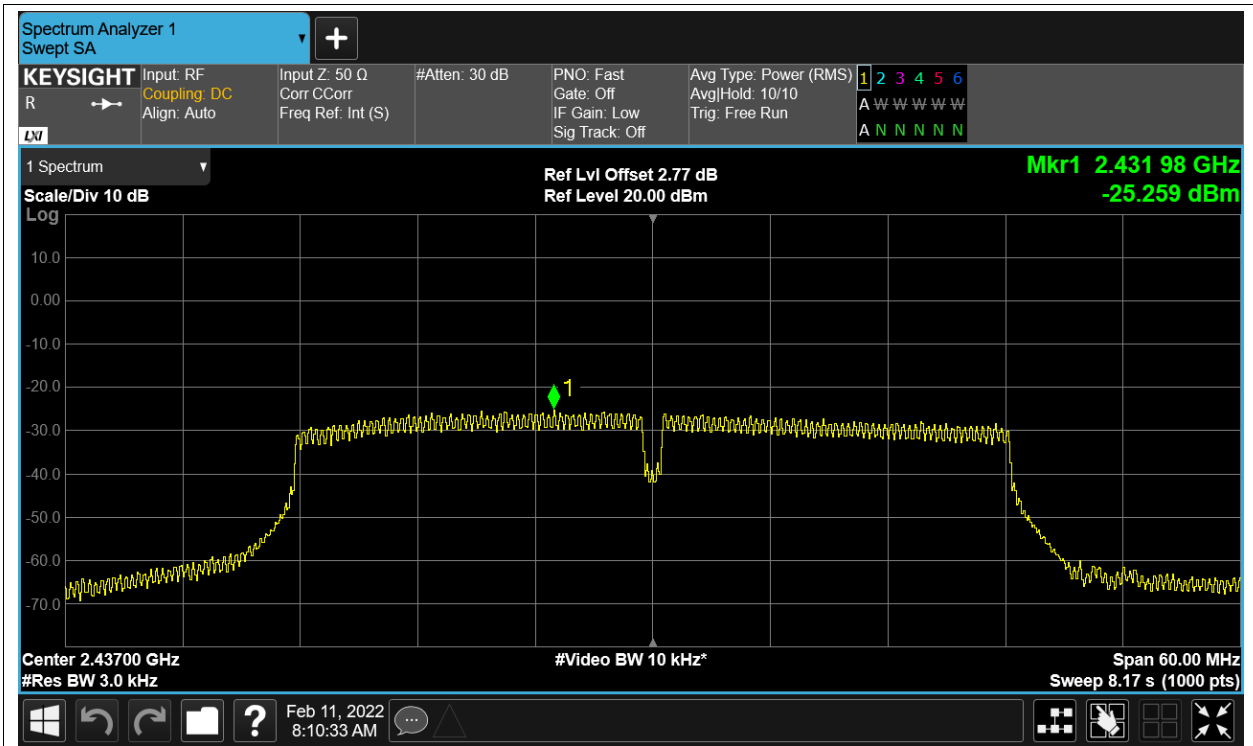 Spectrum Analyzer 1
Swept SA
KEYSIGHT
R
LXI
Input: RF
Coupling: DC
Align: Auto
Input Z: 50 Ω
Corr CCorr
Freq Ref: Int (S)
#Atten: 30 dB
PNO: Fast
Gate: Off
IF Gain: Low
Sig Track: Off
Avg Type: Power (RMS)
Avg|Hold: 10/10
Trig: Free Run
1 2 3 4 5 6
A W W W W W
A N N N N N
1 Spectrum
Scale/Div 10 dB
Log
Ref Lvl Offset 2.77 dB
Ref Level 20.00 dBm
Mkr1 2.431 98 GHz
-25.259 dBm
10.0
0.00
-10.0
-20.0
-30.0
-40.0
-50.0
-60.0
-70.0
1
Center 2.43700 GHz
#Res BW 3.0 kHz
#Video BW 10 kHz*
Span 60.00 MHz
Sweep 8.17 s (1000 pts)
?
Feb 11, 2022
8:10:33 AM